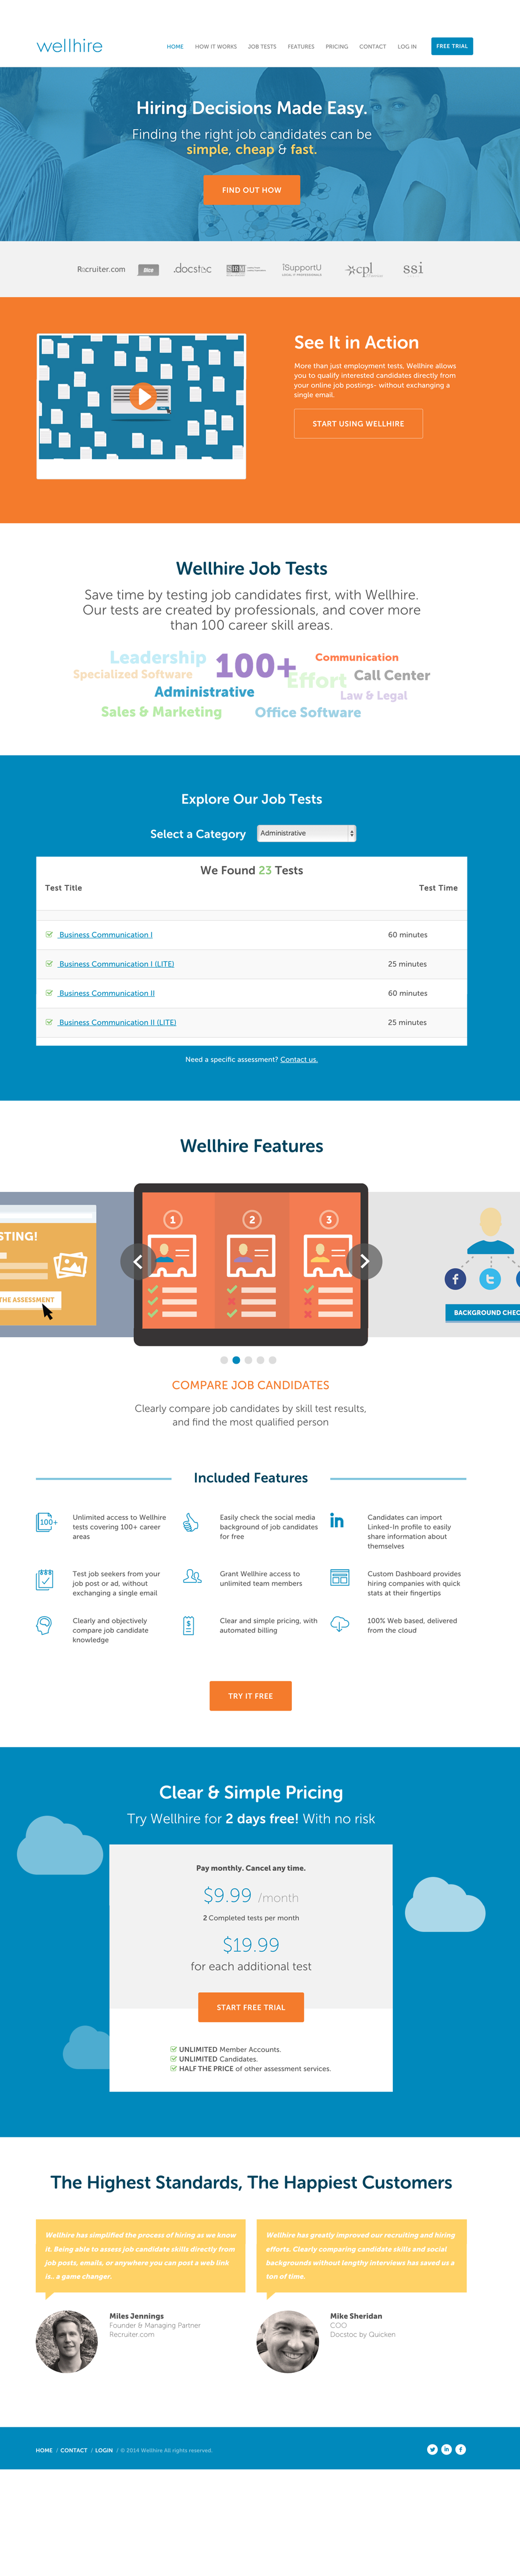 wellhire
HOME HOW IT WORKS JOB TESTS FEATURES PRICING CONTACT LOG IN FREE TRIAL
Hiring Decisions Made Easy.
Finding the right job candidates can be
simple, cheap & fast.
FIND OUT HOW
Recruiter.com .docstoc iSupportU cpl ssi
See It in Action
More than just employment tests, Wellhire allows
you to qualify interested candidates directly from
your online job postings- without exchanging a
single email.
START USING WELLHIRE
Wellhire Job Tests
Save time by testing job candidates first, with Wellhire.
Our tests are created by professionals, and cover more
than 100 career skill areas.
Leadership 100+ Communication
Specialized Software Effort Call Center
Administrative Law & Legal
Sales & Marketing Office Software
Explore Our Job Tests
Select a Category Administrative
We Found 23 Tests
Test Title Test Time
Business Communication I 60 minutes
Business Communication I (LITE) 25 minutes
Business Communication II 60 minutes
Business Communication II (LITE) 25 minutes
Need a specific assessment? Contact us.
Wellhire Features
STING!
THE ASSESSMENT
1 2 3
BACKGROUND CHEC
COMPARE JOB CANDIDATES
Clearly compare job candidates by skill test results,
and find the most qualified person
Included Features
100+
Unlimited access to Wellhire
tests covering 100+ career
areas
Easily check the social media
background of job candidates
for free
in
Candidates can import
Linked-In profile to easily
share information about
themselves
Test job seekers from your
job post or ad, without
exchanging a single email
Grant Wellhire access to
unlimited team members
Custom Dashboard provides
hiring companies with quick
stats at their fingertips
Clearly and objectively
compare job candidate
knowledge
Clear and simple pricing, with
automated billing
100% Web based, delivered
from the cloud
TRY IT FREE
Clear & Simple Pricing
Try Wellhire for 2 days free! With no risk
Pay monthly. Cancel any time.
$9.99 /month
2 Completed tests per month
$19.99
for each additional test
START FREE TRIAL
UNLIMITED Member Accounts.
UNLIMITED Candidates.
HALF THE PRICE of other assessment services.
The Highest Standards, The Happiest Customers
Wellhire has simplified the process of hiring as we know
it. Being able to assess job candidate skills directly from
job posts, emails, or anywhere you can post a web link
is.. a game changer.
Miles Jennings
Founder & Managing Partner
Recruiter.com
Wellhire has greatly improved our recruiting and hiring
efforts. Clearly comparing candidate skills and social
backgrounds without lengthy interviews has saved us a
ton of time.
Mike Sheridan
COO
Docstoc by Quicken
HOME / CONTACT / LOGIN / © 2014 Wellhire All rights reserved.